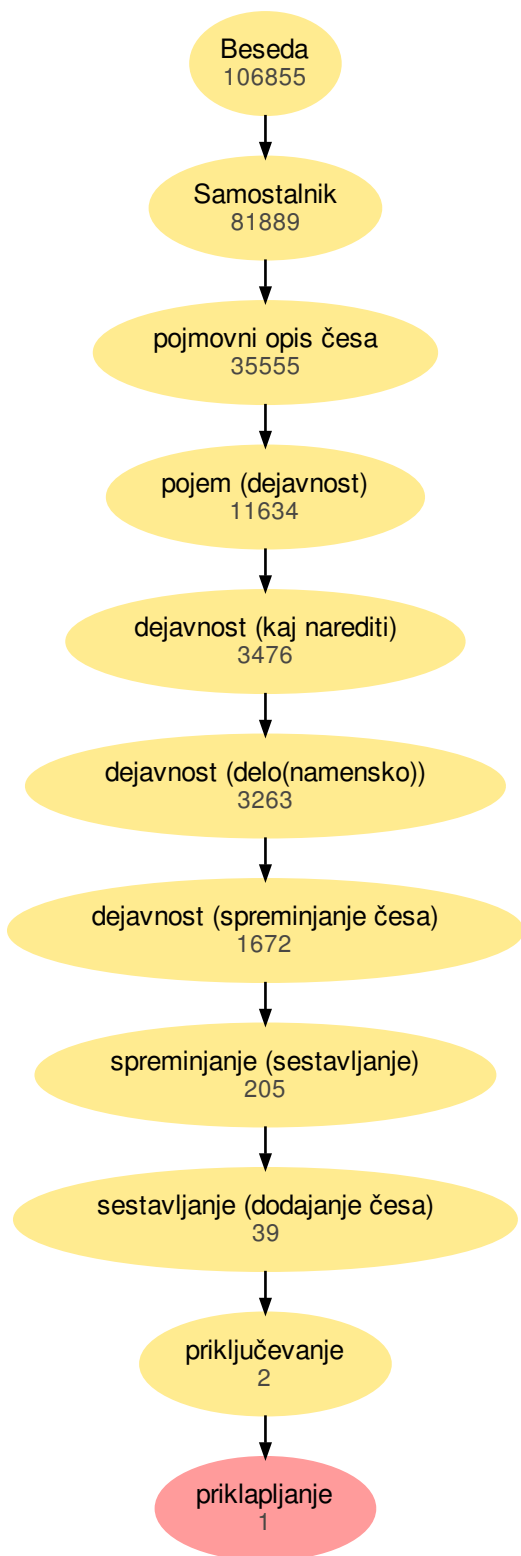 Beseda
106855
Samostalnik
81889
pojmovni opis česa
35555
pojem (dejavnost)
11634
dejavnost (kaj narediti)
3476
dejavnost (delo(namensko))
3263
dejavnost (spreminjanje česa)
1672
spreminjanje (sestavljanje)
205
sestavljanje (dodajanje česa)
39
priključevanje
2
priklapljanje
1